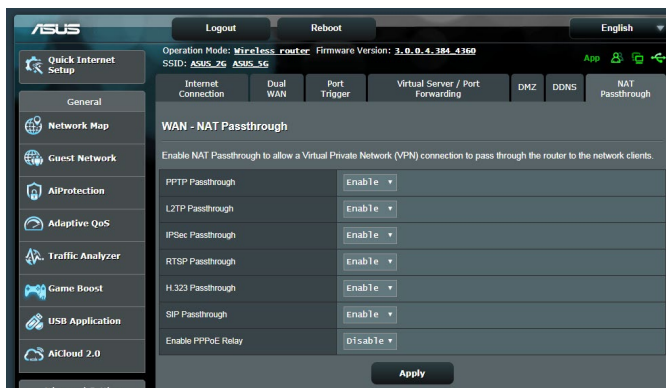 ASUS
Logout
Reboot
English
Operation Mode: Wireless router Firmware Version: 3.0.0.4.384_4360
SSID: ASUS_2G ASUS_5G
App
Quick Internet
Setup
General
Network Map
Guest Network
AiProtection
Adaptive QoS
Traffic Analyzer
Game Boost
USB Application
AiCloud 2.0
Internet
Connection
Dual
WAN
Port
Trigger
Virtual Server / Port
Forwarding
DMZ
DDNS
NAT
Passthrough
WAN - NAT Passthrough
Enable NAT Passthrough to allow a Virtual Private Network (VPN) connection to pass through the router to the network clients.
PPTP Passthrough Enable
L2TP Passthrough Enable
IPSec Passthrough Enable
RTSP Passthrough Enable
H.323 Passthrough Enable
SIP Passthrough Enable
Enable PPPoE Relay Disable
Apply